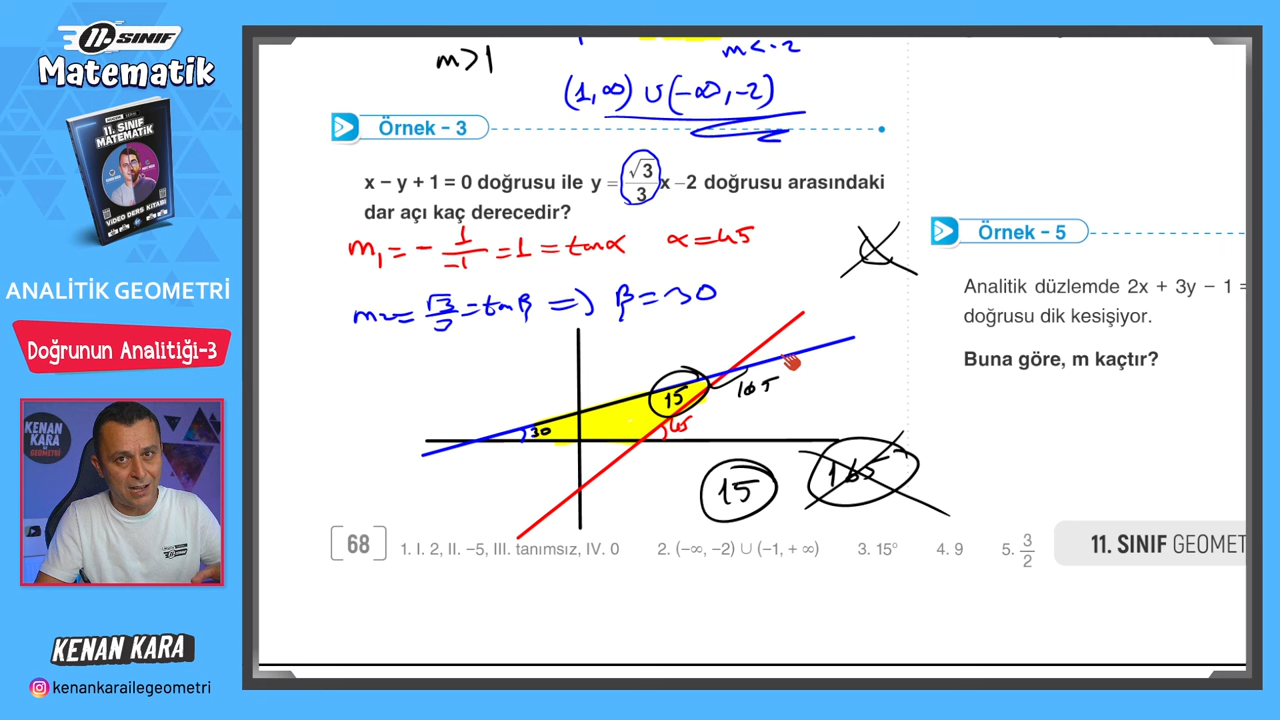 11. SINIF
Matematik
11. SINIF
MATEMATİK
VİDEO DERS KİTABI
ANALİTİK GEOMETRİ
Doğrunun Analitiği-3
KENAN
KARA
İLE
GEOMETRİ
KENAN KARA
kenankarailegeometri
m>1
m<-2
(1,∞) ∪ (-∞,-2)
Örnek - 3
x − y + 1 = 0 doğrusu ile y = √3/3 x −2 doğrusu arasındaki
dar açı kaç derecedir?
m₁ = - 1/-1 = 1 = tanα α=45
m₂ = √3/3 = tanβ => β=30
30
15
45
165
15
165
68
1. I. 2, II. −5, III. tanımsız, IV. 0 2. (−∞, −2) ∪ (−1, + ∞) 3. 15° 4. 9 5. 3/2
Örnek - 5
Analitik düzlemde 2x + 3y − 1 =
doğrusu dik kesişiyor.
Buna göre, m kaçtır?
11. SINIF GEOMET